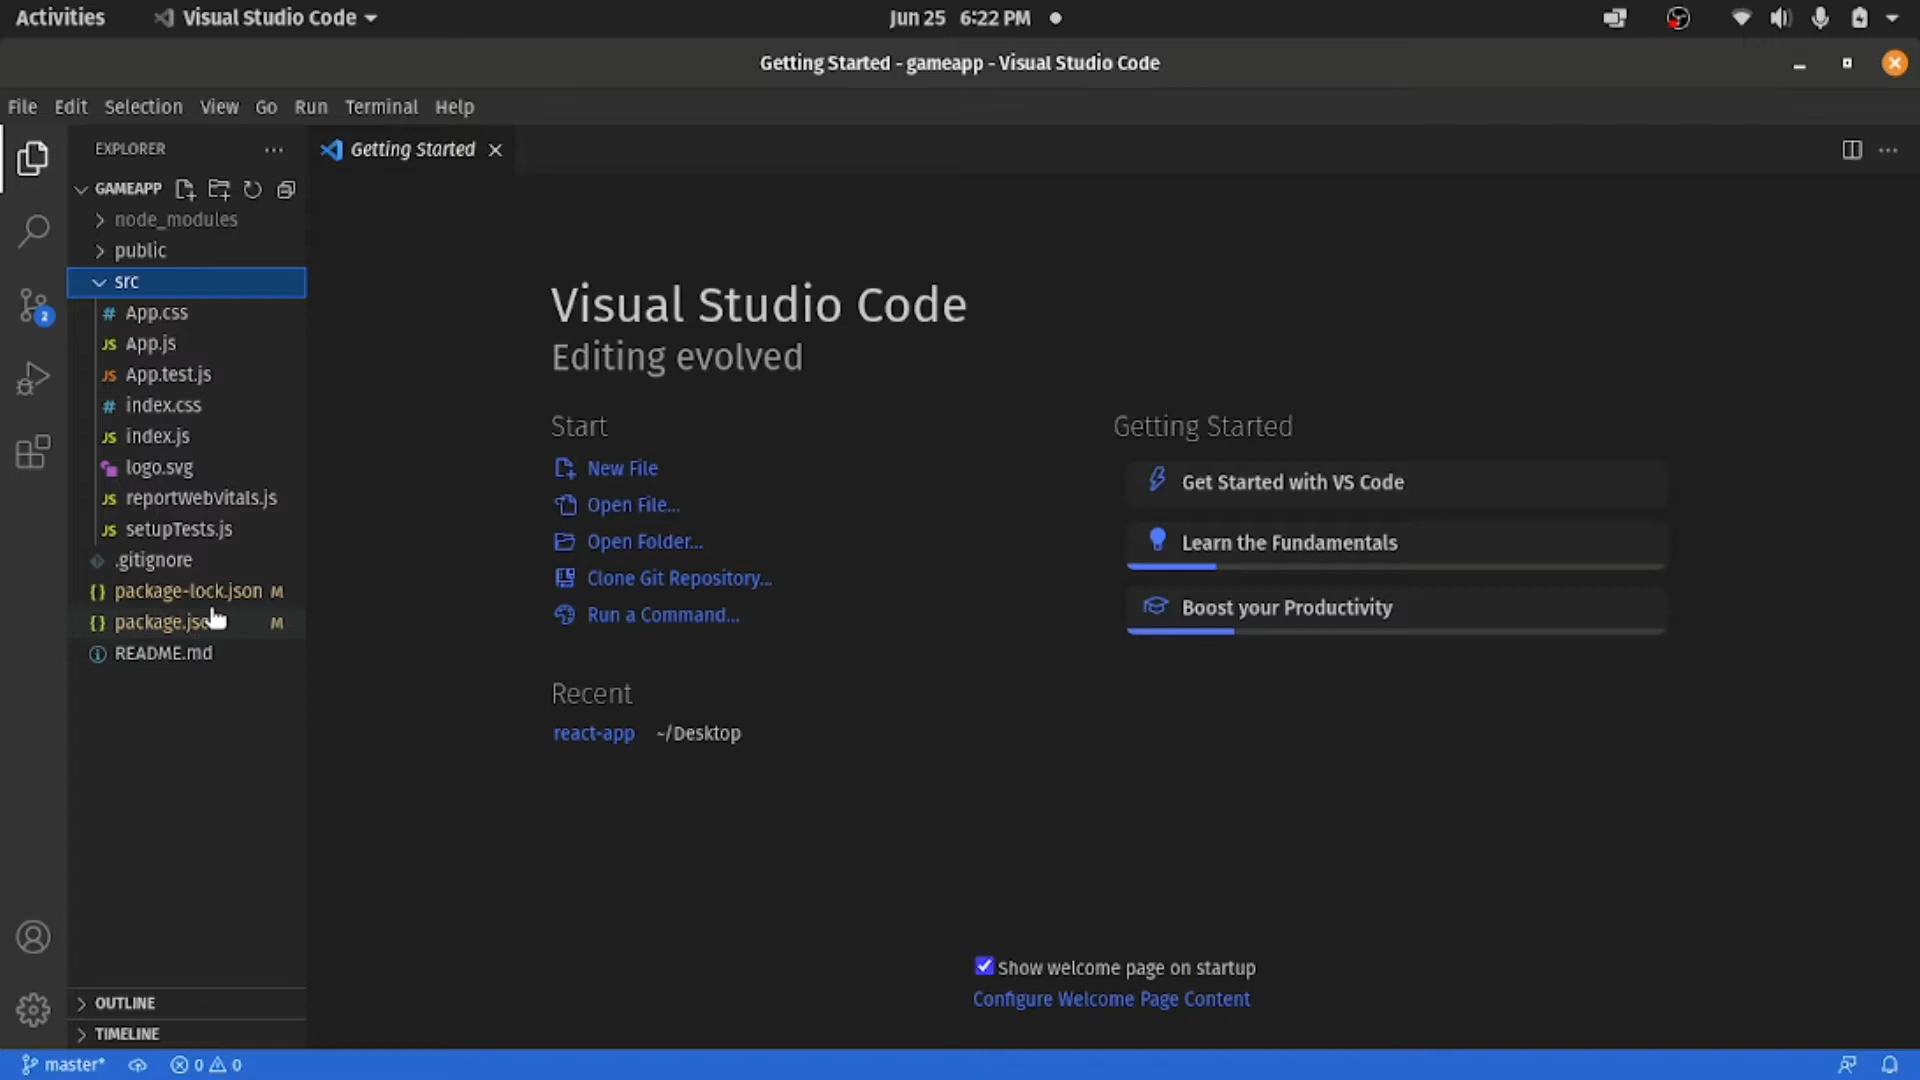 Activities
Visual Studio Code
Jun 25 6:22 PM
Getting Started - gameapp - Visual Studio Code
File Edit Selection View Go Run Terminal Help
EXPLORER
Getting Started
GAMEAPP
node_modules
public
src
App.css
App.js
App.test.js
index.css
index.js
logo.svg
reportWebVitals.js
setupTests.js
.gitignore
package-lock.json M
package.jso M
README.md
OUTLINE
TIMELINE
2
Visual Studio Code
Editing evolved
Start
New File
Open File...
Open Folder...
Clone Git Repository...
Run a Command...
Recent
react-app ~/Desktop
Getting Started
Get Started with VS Code
Learn the Fundamentals
Boost your Productivity
Show welcome page on startup
Configure Welcome Page Content
master* 0 0